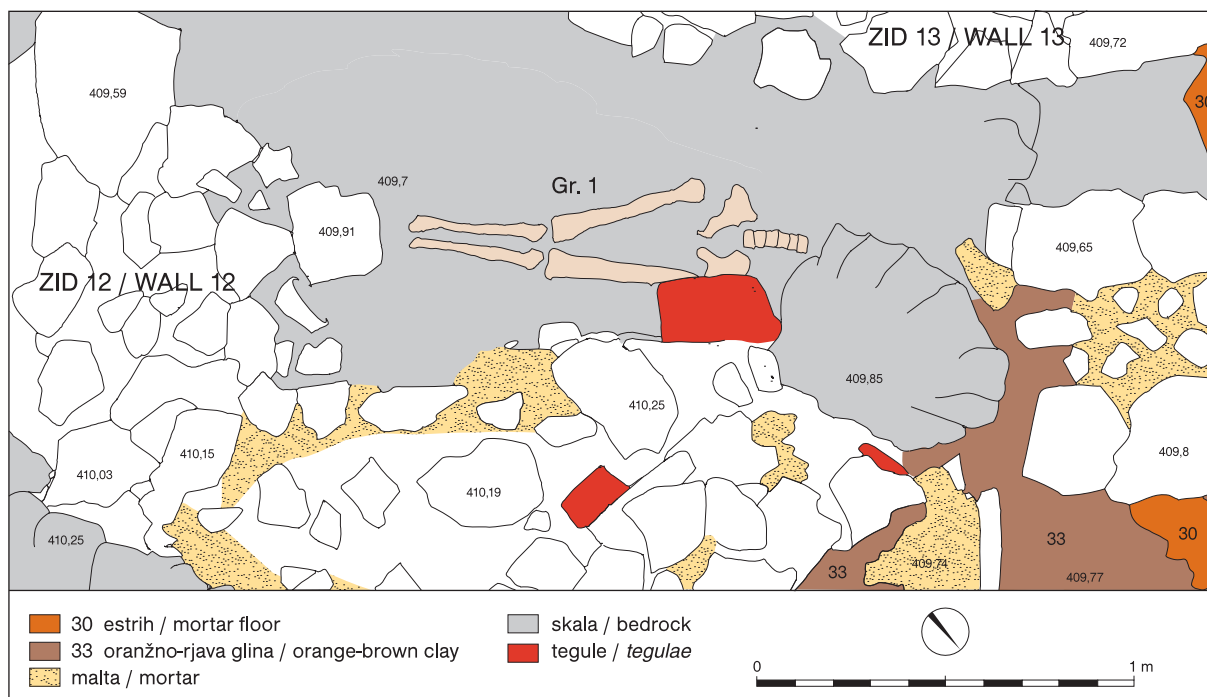 ZID 13 / WALL 13
409,72
409,59
30
409,7
Gr. 1
409,91
409,65
ZID 12 / WALL 12
409,85
410,25
410,15
410,03
410,19
409,8
410,25
33
409,74
33
409,77
30
30 estrih / mortar floor
33 oranžno-rjava glina / orange-brown clay
malta / mortar
skala / bedrock
tegule / tegulae
0 1 m